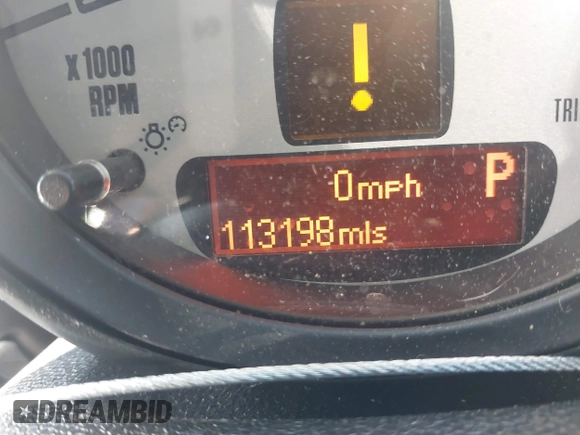 x1000
RPM
!
TRI
0mph
P
113198mls
DREAMBID